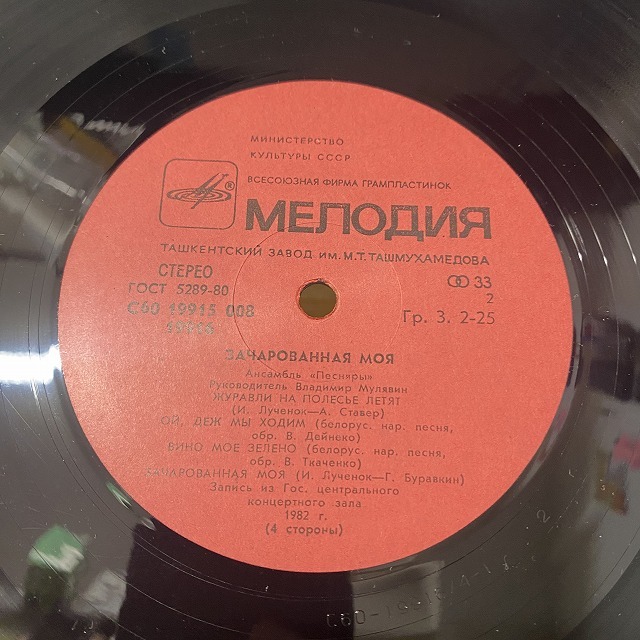 МИНИСТЕРСТВО
КУЛЬТУРЫ СССР
ВСЕСОЮЗНАЯ ФИРМА ГРАМПЛАСТИНОК
®
МЕЛОДИЯ
ТАШКЕНТСКИЙ ЗАВОД ИМ. М.Т. ТАШМУХАМЕДОВА
СТЕРЕО
ГОСТ 5289-80
С60 19915 008
33
2
Гр. 3. 2-25
ЗАЧАРОВАННАЯ МОЯ
Ансамбль «Песняры»
Руководитель Владимир Мулявин
ЖУРАВЛИ НА ПОЛЕСЬЕ ЛЕТЯТ
(И. Лученок—А. Ставер)
ОЙ, ДЕЖ МЫ ХОДИМ (белорус. нар. песня,
обр. В. Дейнеко)
ВИНО МОЕ ЗЕЛЕНО (белорус. нар. песня,
обр. В. Ткаченко)
ЗАЧАРОВАННАЯ МОЯ (И. Лученок—Г. Буравкин)
Запись из Гос. центрального
концертного зала
1982 г.
(4 стороны)